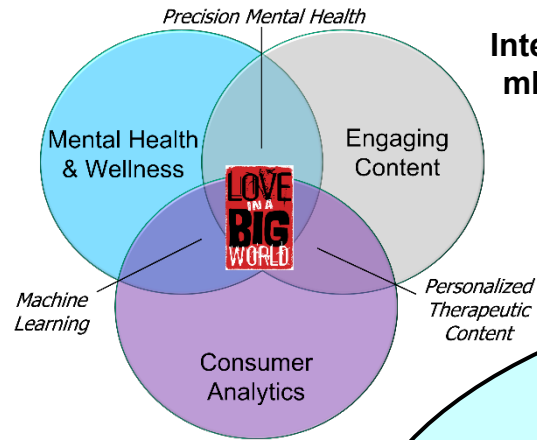 Precision Mental Health
Mental Health
& Wellness
Engaging
Content
LOVE
IN A
BIG
WORLD
Machine
Learning
Personalized
Therapeutic
Content
Consumer
Analytics